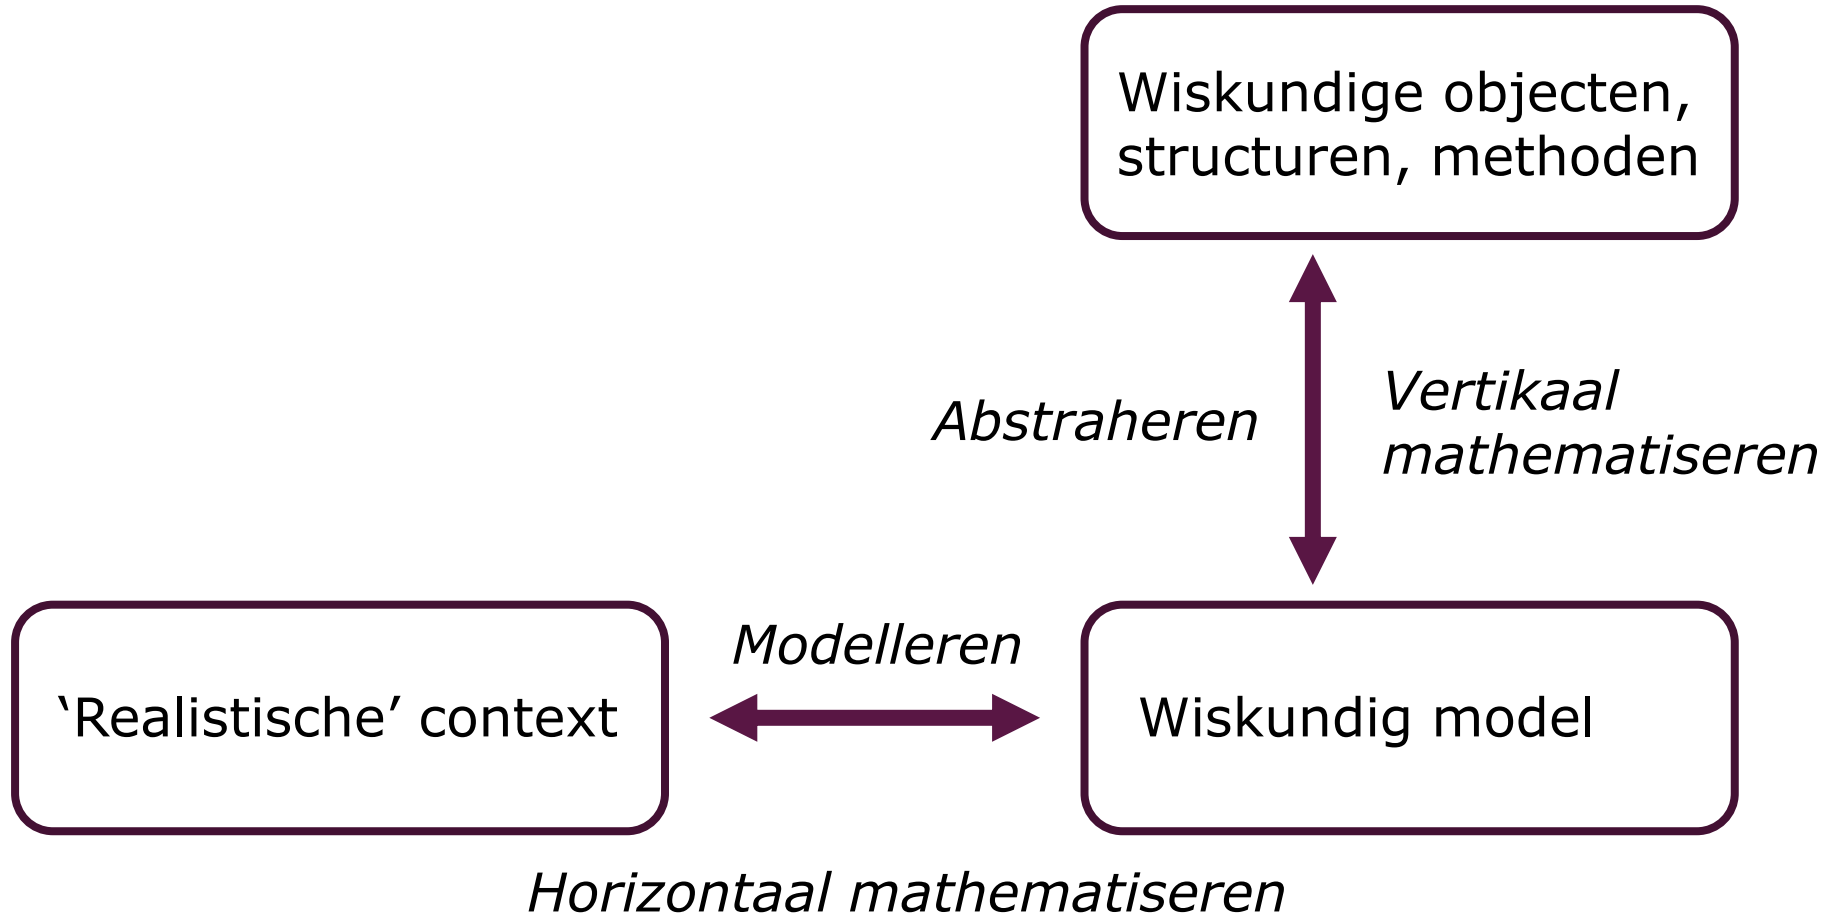 Wiskundige objecten,
structuren, methoden
Abstraheren
Vertikaal
mathematiseren
‘Realistische’ context
Modelleren
Wiskundig model
Horizontaal mathematiseren